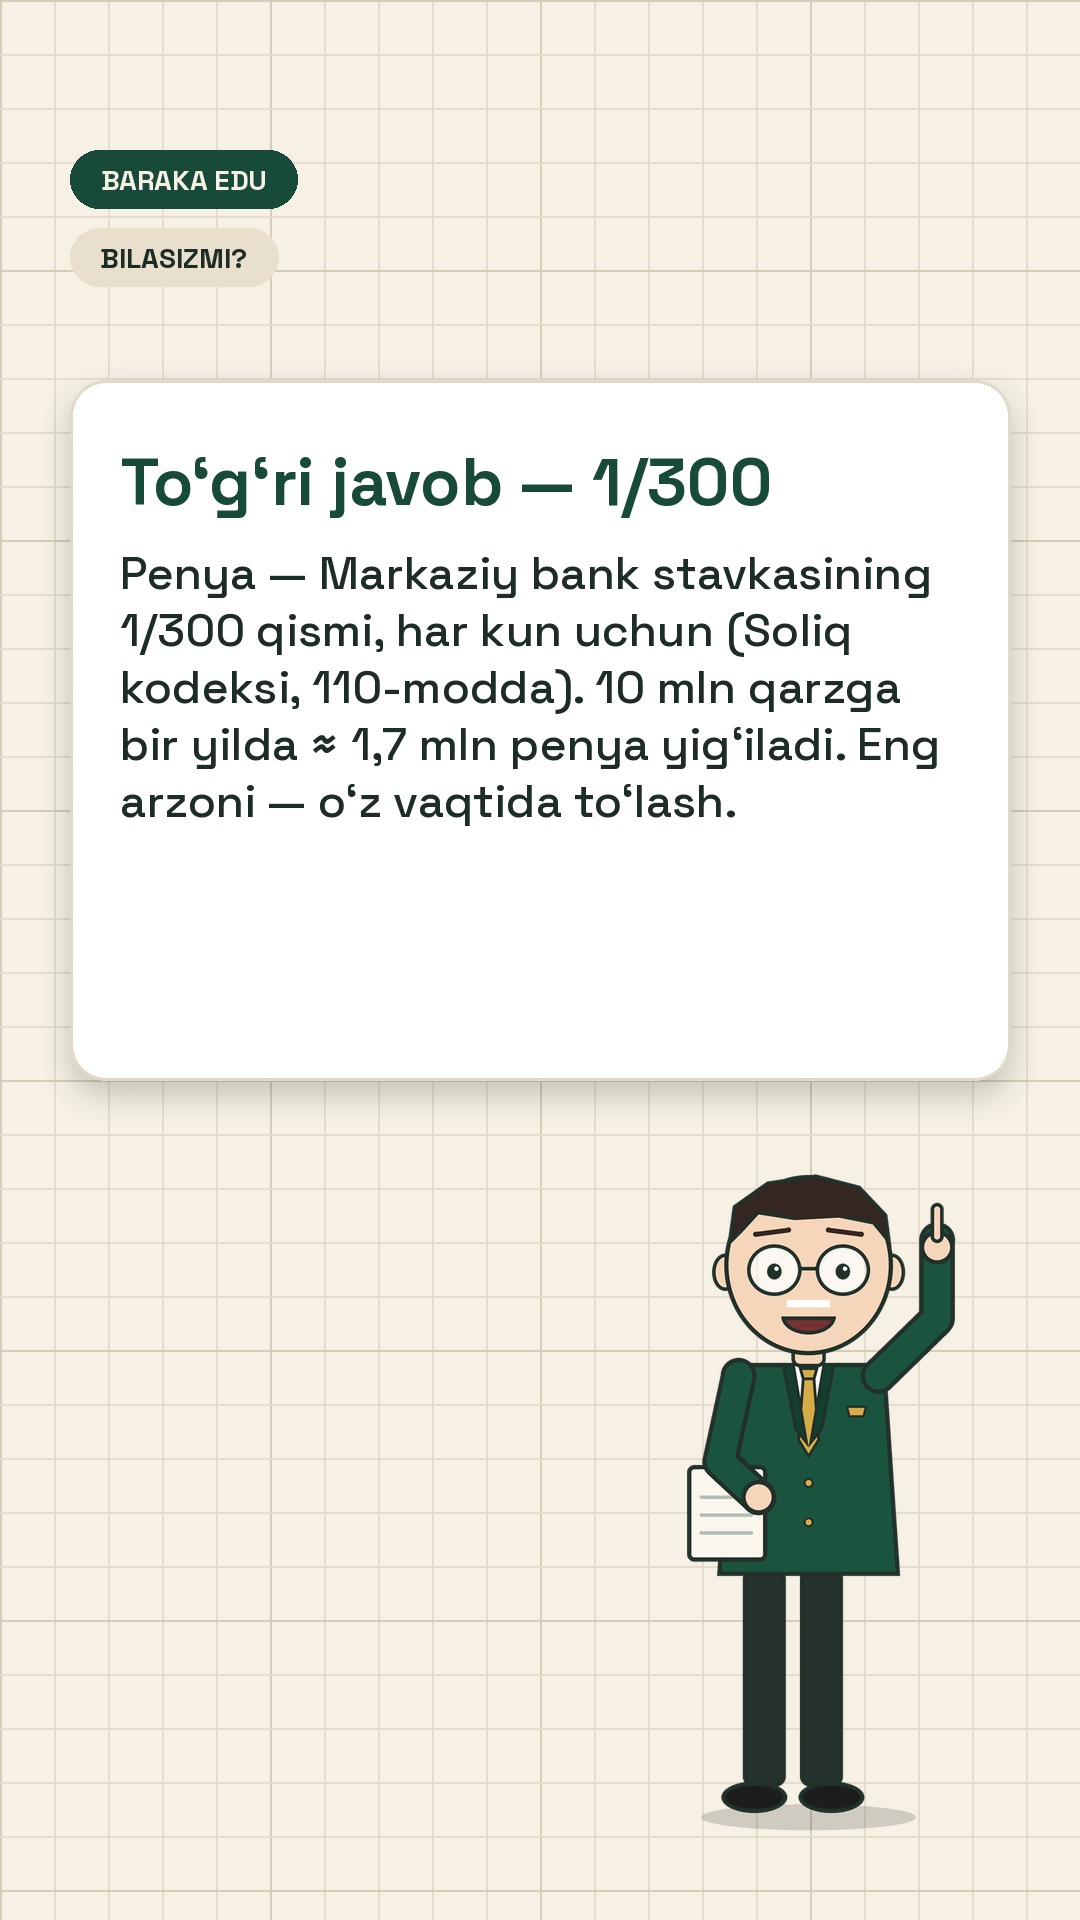 BARAKA EDU
BILASIZMI?
To‘g‘ri javob — 1/300
Penya — Markaziy bank stavkasining
1/300 qismi, har kun uchun (Soliq
kodeksi, 110-modda). 10 mln qarzga
bir yilda ≈ 1,7 mln penya yig‘iladi. Eng
arzoni — o‘z vaqtida to‘lash.